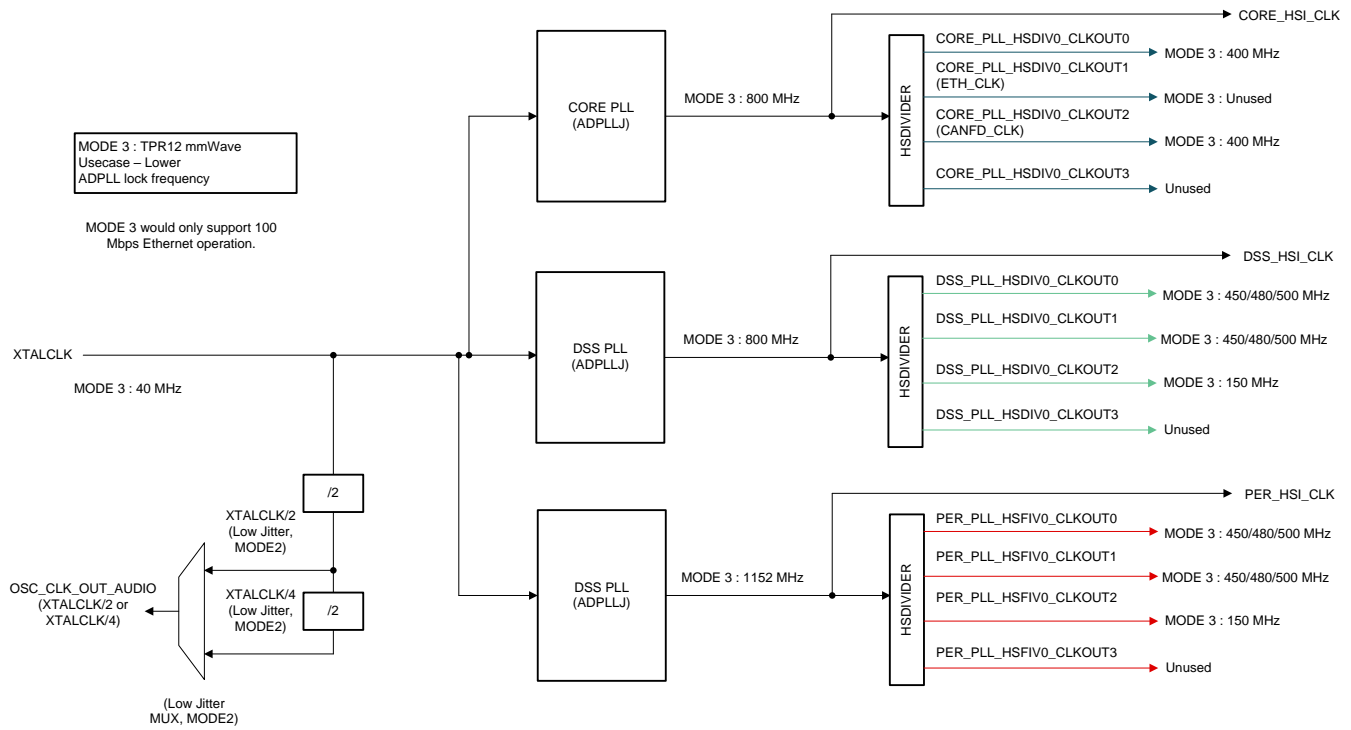 CORE_HSI_CLK
CORE_PLL_HSDIV0_CLKOUT0
MODE 3 : 400 MHz
CORE_PLL_HSDIV0_CLKOUT1
(ETH_CLK)
MODE 3 : Unused
CORE PLL
(ADPLLJ)
MODE 3 : 800 MHz
HSDIVIDER
CORE_PLL_HSDIV0_CLKOUT2
(CANFD_CLK)
MODE 3 : 400 MHz
CORE_PLL_HSDIV0_CLKOUT3
Unused
MODE 3 : TPR12 mmWave
Usecase – Lower
ADPLL lock frequency
MODE 3 would only support 100
Mbps Ethernet operation.
DSS_HSI_CLK
DSS_PLL_HSDIV0_CLKOUT0
MODE 3 : 450/480/500 MHz
DSS_PLL_HSDIV0_CLKOUT1
MODE 3 : 450/480/500 MHz
XTALCLK
MODE 3 : 40 MHz
DSS PLL
(ADPLLJ)
MODE 3 : 800 MHz
HSDIVIDER
DSS_PLL_HSDIV0_CLKOUT2
MODE 3 : 150 MHz
DSS_PLL_HSDIV0_CLKOUT3
Unused
/2
XTALCLK/2
(Low Jitter,
MODE2)
OSC_CLK_OUT_AUDIO
(XTALCLK/2 or
XTALCLK/4)
XTALCLK/4
(Low Jitter,
MODE2)
/2
(Low Jitter
MUX, MODE2)
PER_HSI_CLK
PER_PLL_HSFIV0_CLKOUT0
MODE 3 : 450/480/500 MHz
PER_PLL_HSFIV0_CLKOUT1
MODE 3 : 450/480/500 MHz
DSS PLL
(ADPLLJ)
MODE 3 : 1152 MHz
HSDIVIDER
PER_PLL_HSFIV0_CLKOUT2
MODE 3 : 150 MHz
PER_PLL_HSFIV0_CLKOUT3
Unused